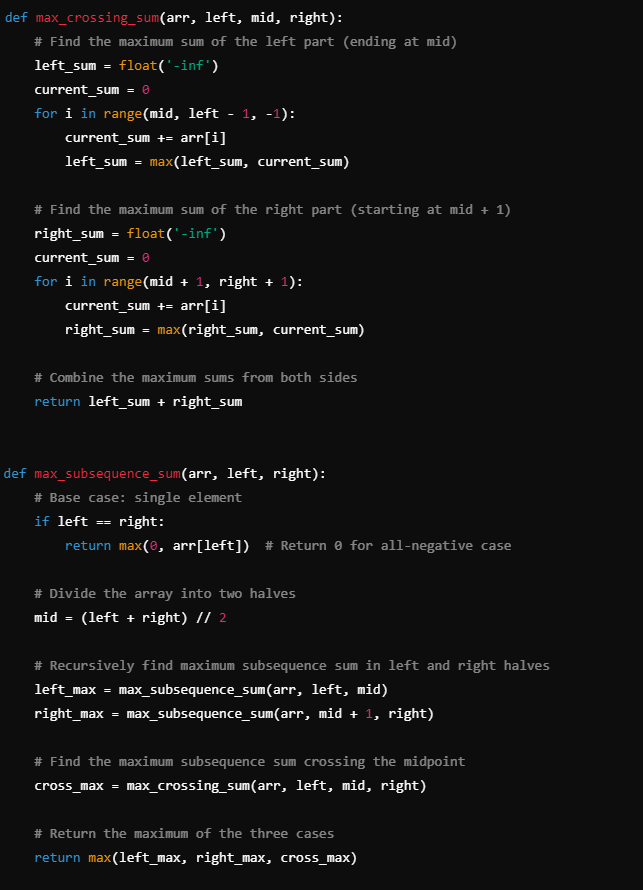 def max_crossing_sum(arr, left, mid, right):
    # Find the maximum sum of the left part (ending at mid)
    left_sum = float('-inf')
    current_sum = 0
    for i in range(mid, left - 1, -1):
        current_sum += arr[i]
        left_sum = max(left_sum, current_sum)

    # Find the maximum sum of the right part (starting at mid + 1)
    right_sum = float('-inf')
    current_sum = 0
    for i in range(mid + 1, right + 1):
        current_sum += arr[i]
        right_sum = max(right_sum, current_sum)

    # Combine the maximum sums from both sides
    return left_sum + right_sum


def max_subsequence_sum(arr, left, right):
    # Base case: single element
    if left == right:
        return max(0, arr[left])  # Return 0 for all-negative case

    # Divide the array into two halves
    mid = (left + right) // 2

    # Recursively find maximum subsequence sum in left and right halves
    left_max = max_subsequence_sum(arr, left, mid)
    right_max = max_subsequence_sum(arr, mid + 1, right)

    # Find the maximum subsequence sum crossing the midpoint
    cross_max = max_crossing_sum(arr, left, mid, right)

    # Return the maximum of the three cases
    return max(left_max, right_max, cross_max)